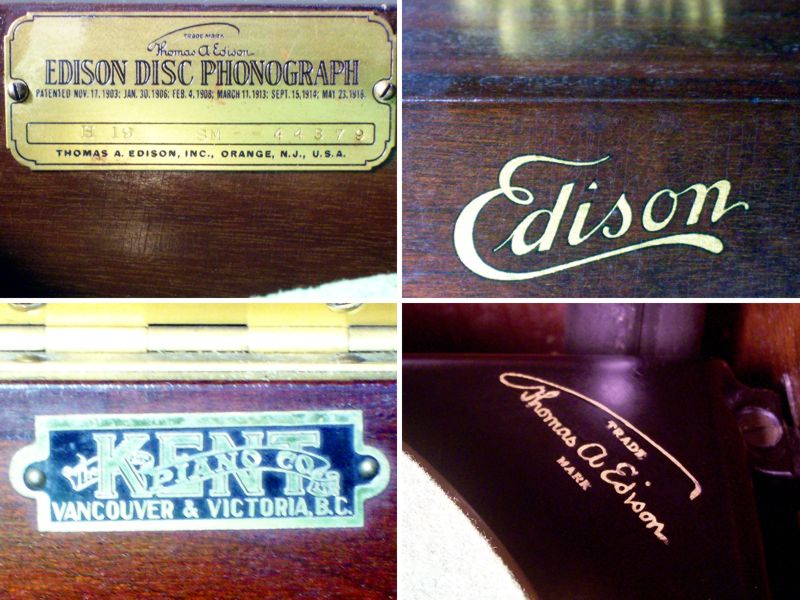 TRADE MARK
Thomas A Edison
EDISON DISC PHONOGRAPH
PATENTED NOV. 17, 1903; JAN. 30, 1906; FEB. 4, 1908; MARCH 11, 1913; SEPT. 15, 1914; MAY 23, 1916.
H 19 SM 44379
THOMAS A. EDISON, INC., ORANGE, N.J., U.S.A.
Edison
THE KENT
PIANO CO. LTD
VANCOUVER & VICTORIA, B.C.
TRADE
Thomas A Edison
MARK